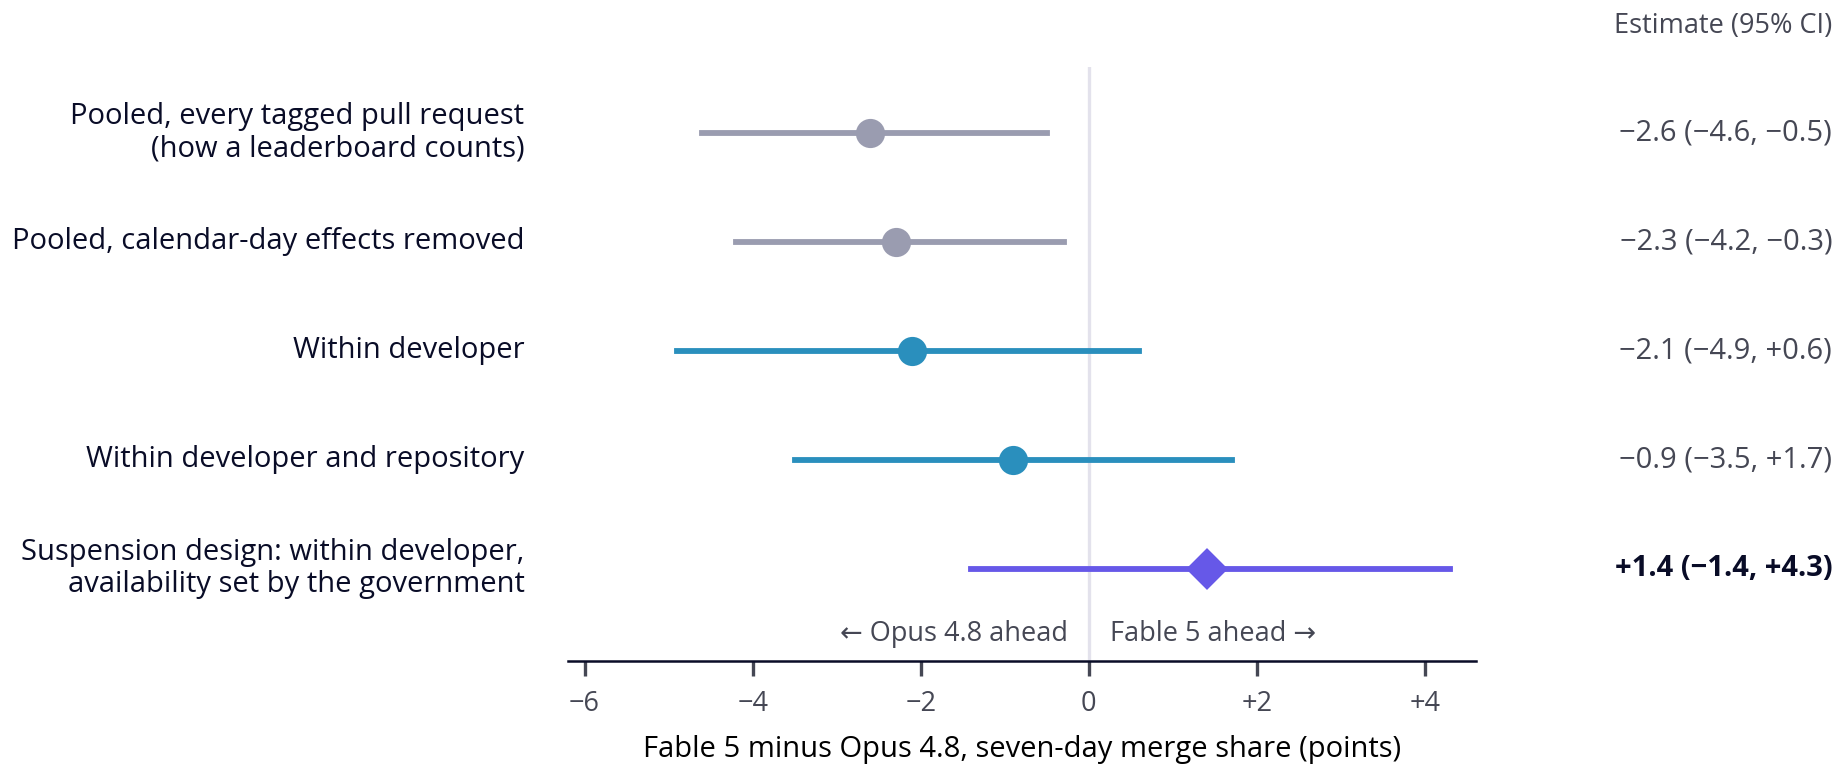 Estimate (95% CI)
Pooled, every tagged pull request
(how a leaderboard counts)
−2.6 (−4.6, −0.5)
Pooled, calendar-day effects removed
−2.3 (−4.2, −0.3)
Within developer
−2.1 (−4.9, +0.6)
Within developer and repository
−0.9 (−3.5, +1.7)
Suspension design: within developer,
availability set by the government
+1.4 (−1.4, +4.3)
← Opus 4.8 ahead
Fable 5 ahead →
−6
−4
−2
0
+2
+4
Fable 5 minus Opus 4.8, seven-day merge share (points)